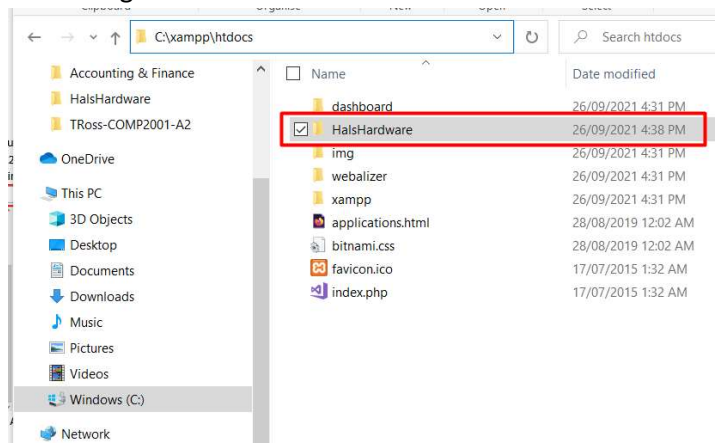 C:\xampp\htdocs
Search htdocs
Accounting & Finance
HalsHardware
TRoss-COMP2001-A2
OneDrive
This PC
3D Objects
Desktop
Documents
Downloads
Music
Pictures
Videos
Windows (C:)
Network
Name Date modified
dashboard 26/09/2021 4:31 PM
HalsHardware 26/09/2021 4:38 PM
img 26/09/2021 4:31 PM
webalizer 26/09/2021 4:31 PM
xampp 26/09/2021 4:31 PM
applications.html 28/08/2019 12:02 AM
bitnami.css 28/08/2019 12:02 AM
favicon.ico 17/07/2015 1:32 AM
index.php 17/07/2015 1:32 AM